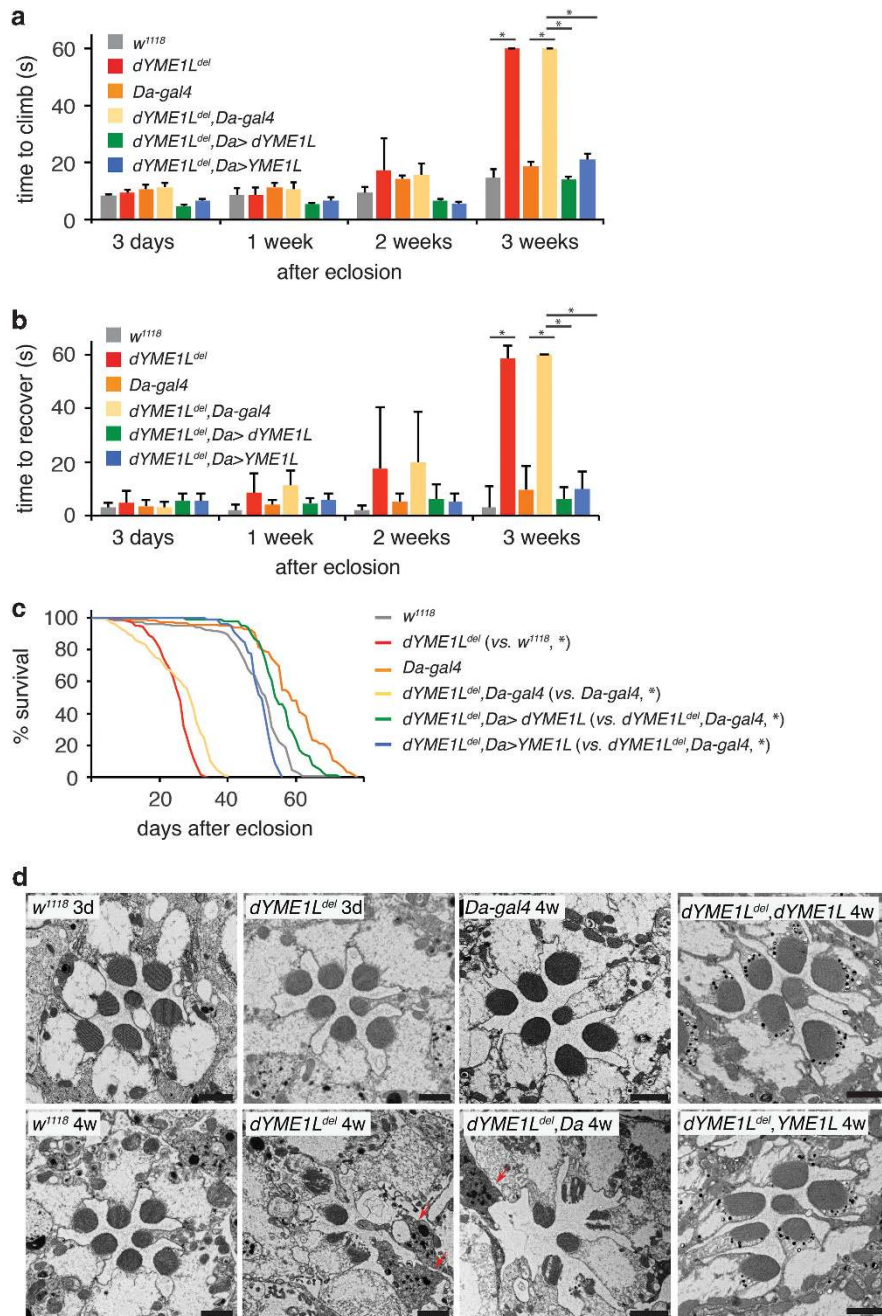 a
w1118
dYME1Ldel
Da-gal4
dYME1Ldel,Da-gal4
dYME1Ldel,Da> dYME1L
dYME1Ldel,Da>YME1L
time to climb (s)
60
40
20
0
* * * *
3 days 1 week 2 weeks 3 weeks
after eclosion
b
w1118
dYME1Ldel
Da-gal4
dYME1Ldel,Da-gal4
dYME1Ldel,Da> dYME1L
dYME1Ldel,Da>YME1L
time to recover (s)
60
40
20
0
* * * *
3 days 1 week 2 weeks 3 weeks
after eclosion
c
% survival
100
80
60
40
20
0
20 40 60
days after eclosion
w1118
dYME1Ldel (vs. w1118, *)
Da-gal4
dYME1Ldel,Da-gal4 (vs. Da-gal4, *)
dYME1Ldel,Da> dYME1L (vs. dYME1Ldel,Da-gal4, *)
dYME1Ldel,Da>YME1L (vs. dYME1Ldel,Da-gal4, *)
d
w1118 3d
dYME1Ldel 3d
Da-gal4 4w
dYME1Ldel,dYME1L 4w
w1118 4w
dYME1Ldel 4w
dYME1Ldel,Da 4w
dYME1Ldel,YME1L 4w